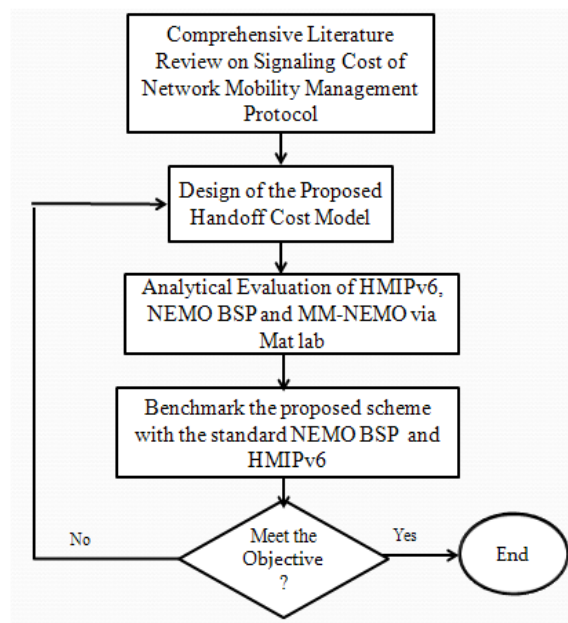 Comprehensive Literature
Review on Signaling Cost of
Network Mobility Management
Protocol
Design of the Proposed
Handoff Cost Model
Analytical Evaluation of HMIPv6,
NEMO BSP and MM-NEMO via
Mat lab
Benchmark the proposed scheme
with the standard NEMO BSP and
HMIPv6
No
Meet the
Objective
?
Yes
End